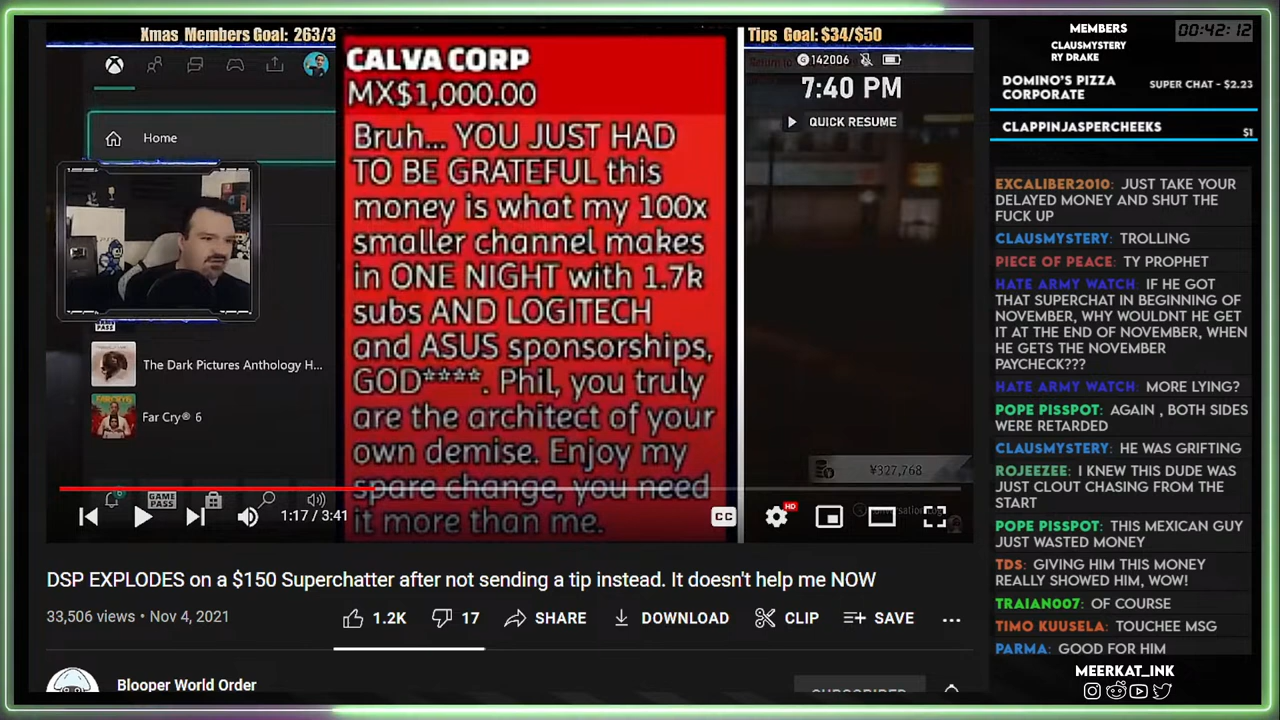 Xmas Members Goal: 263/3
Tips Goal: $34/$50
142006
7:40 PM
QUICK RESUME
Home
CALVA CORP
MX$1,000.00
Bruh... YOU JUST HAD
TO BE GRATEFUL this
money is what my 100x
smaller channel makes
in ONE NIGHT with 1.7k
subs AND LOGITECH
and ASUS sponsorships,
GOD****. Phil, you truly
are the architect of your
own demise. Enjoy my
spare change, you need
it more than me.
PASS
The Dark Pictures Anthology H...
Far Cry® 6
GAME
PASS
¥327,768
1:17 / 3:41
CC
HD
DSP EXPLODES on a $150 Superchatter after not sending a tip instead. It doesn't help me NOW
33,506 views • Nov 4, 2021
1.2K
17
SHARE
DOWNLOAD
CLIP
SAVE
...
Blooper World Order
SUBSCRIBED
MEMBERS
00:42:12
CLAUSMYSTERY
RY DRAKE
DOMINO'S PIZZA
CORPORATE
SUPER CHAT - $2.23
CLAPPINJASPERCHEEKS
$1
EXCALIBER2010: JUST TAKE YOUR
DELAYED MONEY AND SHUT THE
FUCK UP
CLAUSMYSTERY: TROLLING
PIECE OF PEACE: TY PROPHET
HATE ARMY WATCH: IF HE GOT
THAT SUPERCHAT IN BEGINNING OF
NOVEMBER, WHY WOULDNT HE GET
IT AT THE END OF NOVEMBER, WHEN
HE GETS THE NOVEMBER
PAYCHECK???
HATE ARMY WATCH: MORE LYING?
POPE PISSPOT: AGAIN , BOTH SIDES
WERE RETARDED
CLAUSMYSTERY: HE WAS GRIFTING
ROJEEZEE: I KNEW THIS DUDE WAS
JUST CLOUT CHASING FROM THE
START
POPE PISSPOT: THIS MEXICAN GUY
JUST WASTED MONEY
TDS: GIVING HIM THIS MONEY
REALLY SHOWED HIM, WOW!
TRAIAN007: OF COURSE
TIMO KUUSELA: TOUCHEE MSG
PARMA: GOOD FOR HIM
MEERKAT_INK